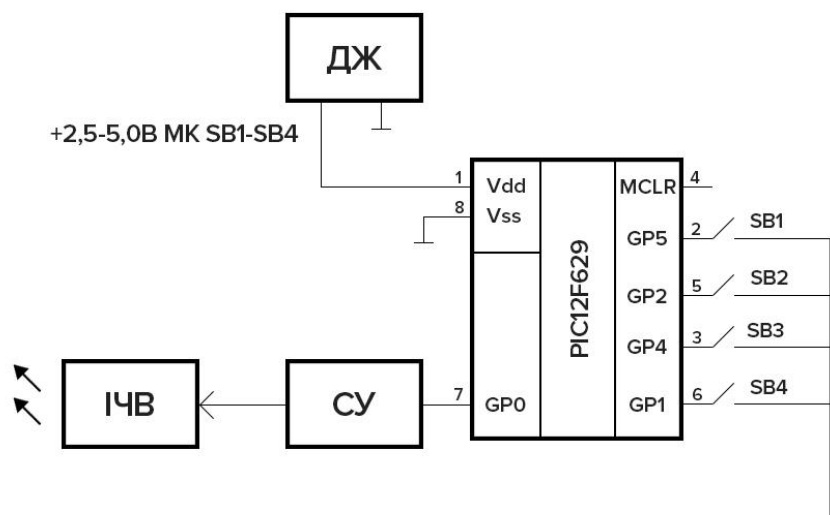 ДЖ
+2,5-5,0В МК SB1-SB4
1 Vdd MCLR 4
8 Vss
GP5 2 SB1
GP2 5 SB2
PIC12F629
GP4 3 SB3
ІЧВ СУ 7 GP0 GP1 6 SB4